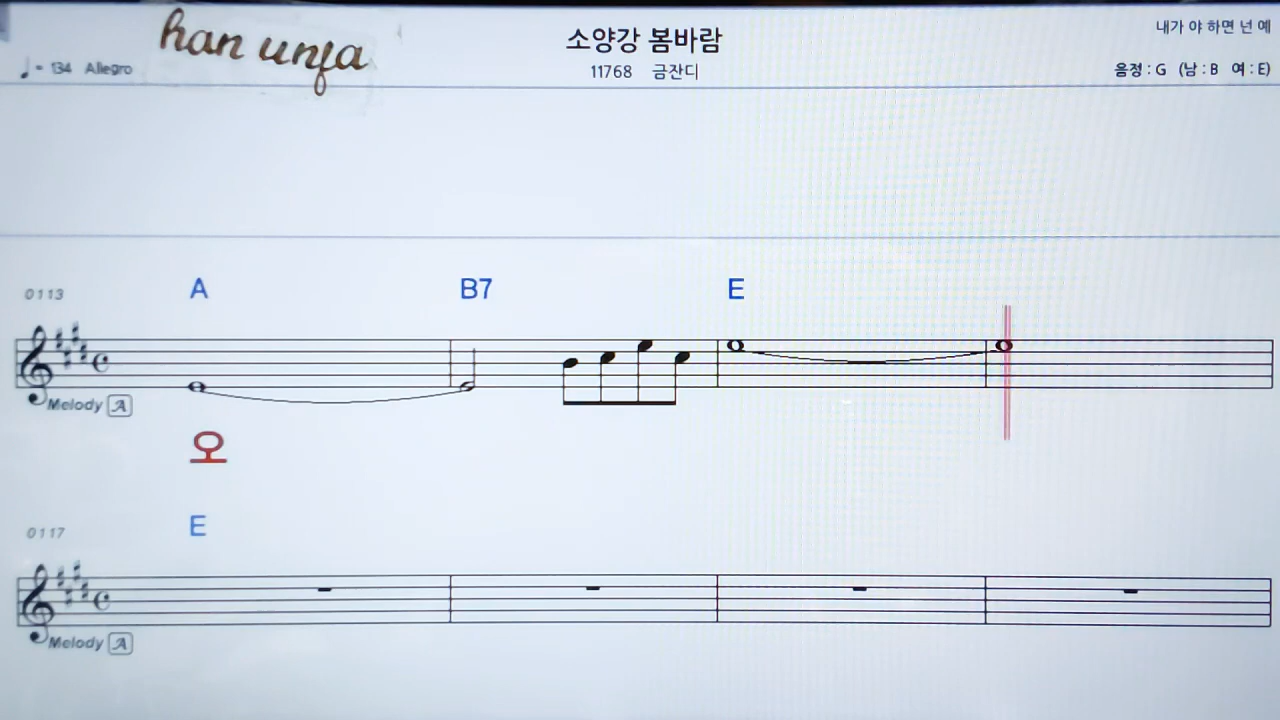 han unfa
소양강 봄바람
내가 야 하면 넌 예
♩ = 134 Allegro
11768 금잔디
음정 : G (남 : B 여 : E)
0113
A B7 E
Melody A
오
0117
E
Melody A